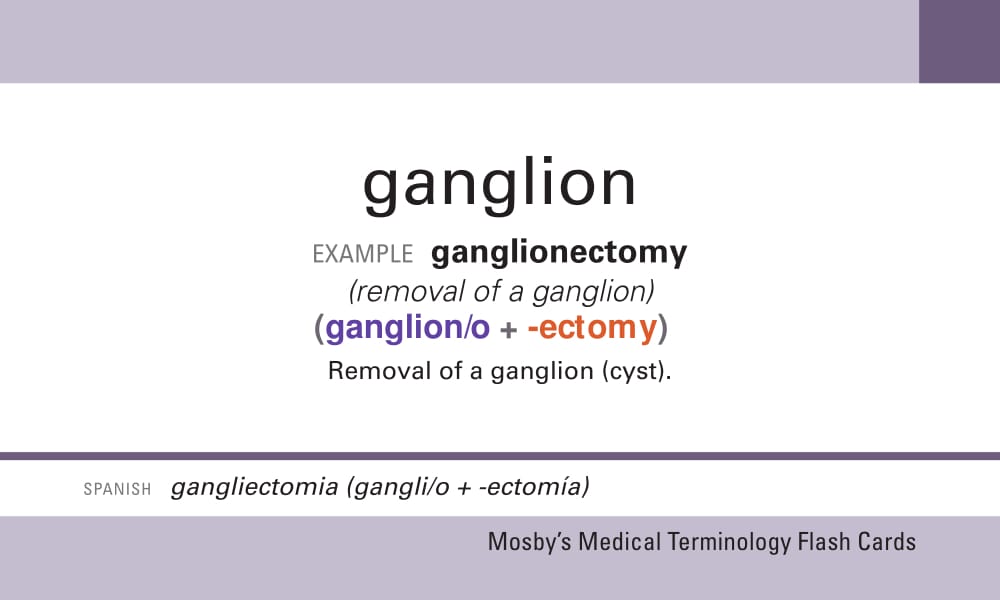 ganglion
EXAMPLE ganglionectomy
(removal of a ganglion)
(ganglion/o + -ectomy)
Removal of a ganglion (cyst).
SPANISH gangliectomia (gangli/o + -ectomía)
Mosby's Medical Terminology Flash Cards